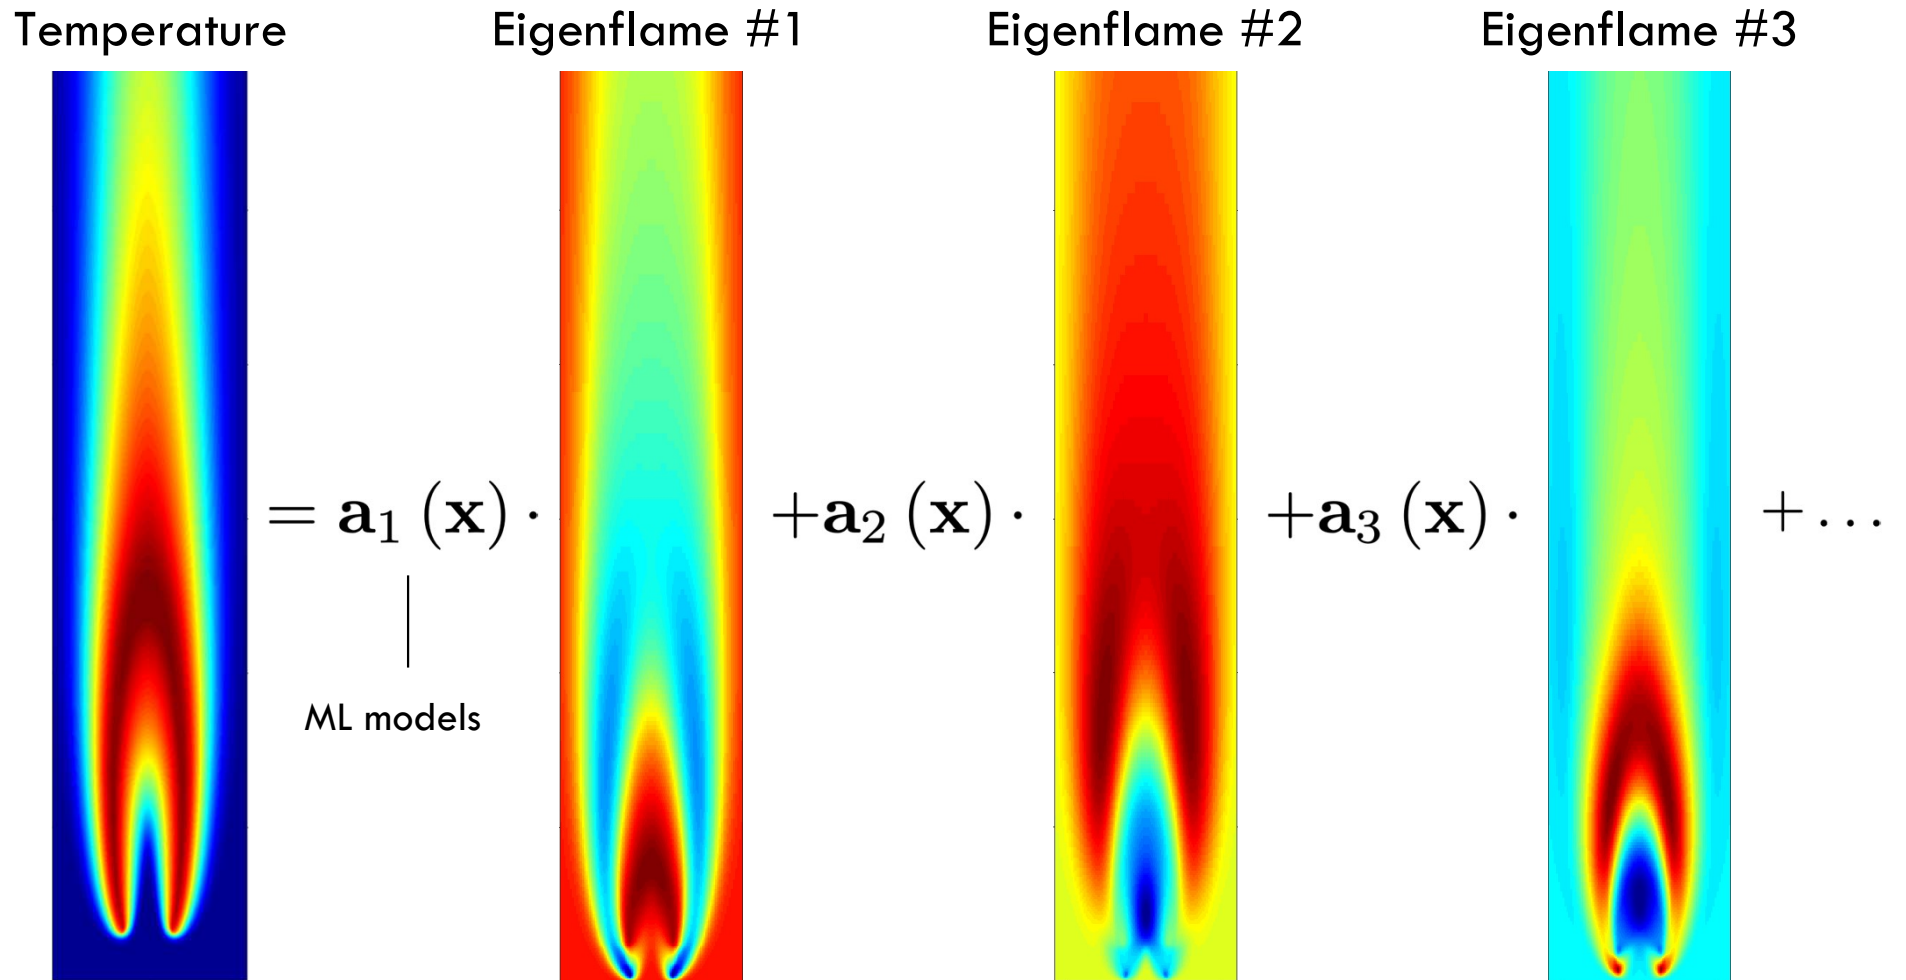 Temperature
Eigenflame #1
Eigenflame #2
Eigenflame #3
= a₁ (x) · +a₂ (x) · +a₃ (x) · + ...
ML models